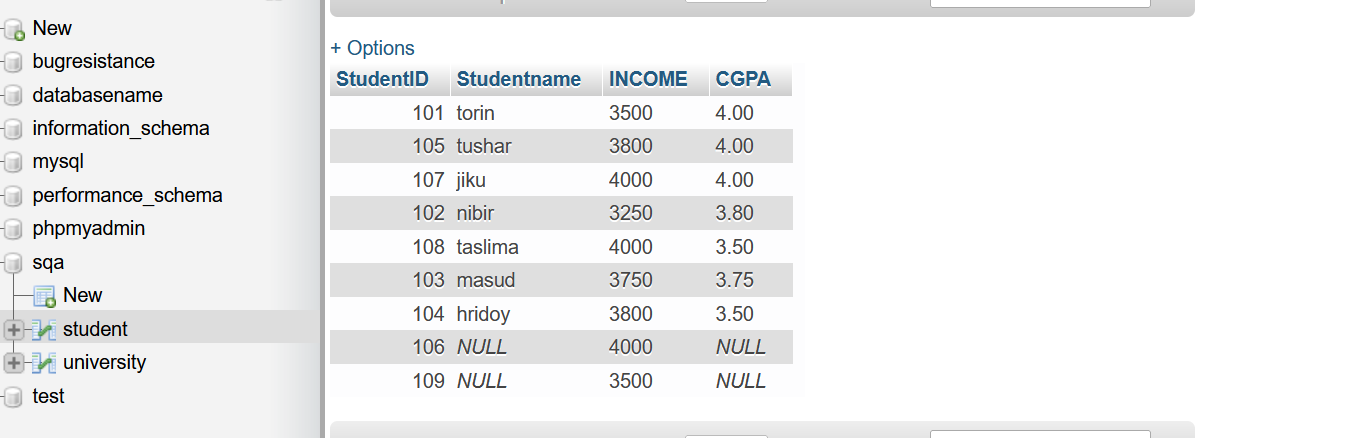 New
bugresistance
databasename
information_schema
mysql
performance_schema
phpmyadmin
sqa
New
student
university
test
+ Options
StudentID Studentname INCOME CGPA
101 torin 3500 4.00
105 tushar 3800 4.00
107 jiku 4000 4.00
102 nibir 3250 3.80
108 taslima 4000 3.50
103 masud 3750 3.75
104 hridoy 3800 3.50
106 NULL 4000 NULL
109 NULL 3500 NULL